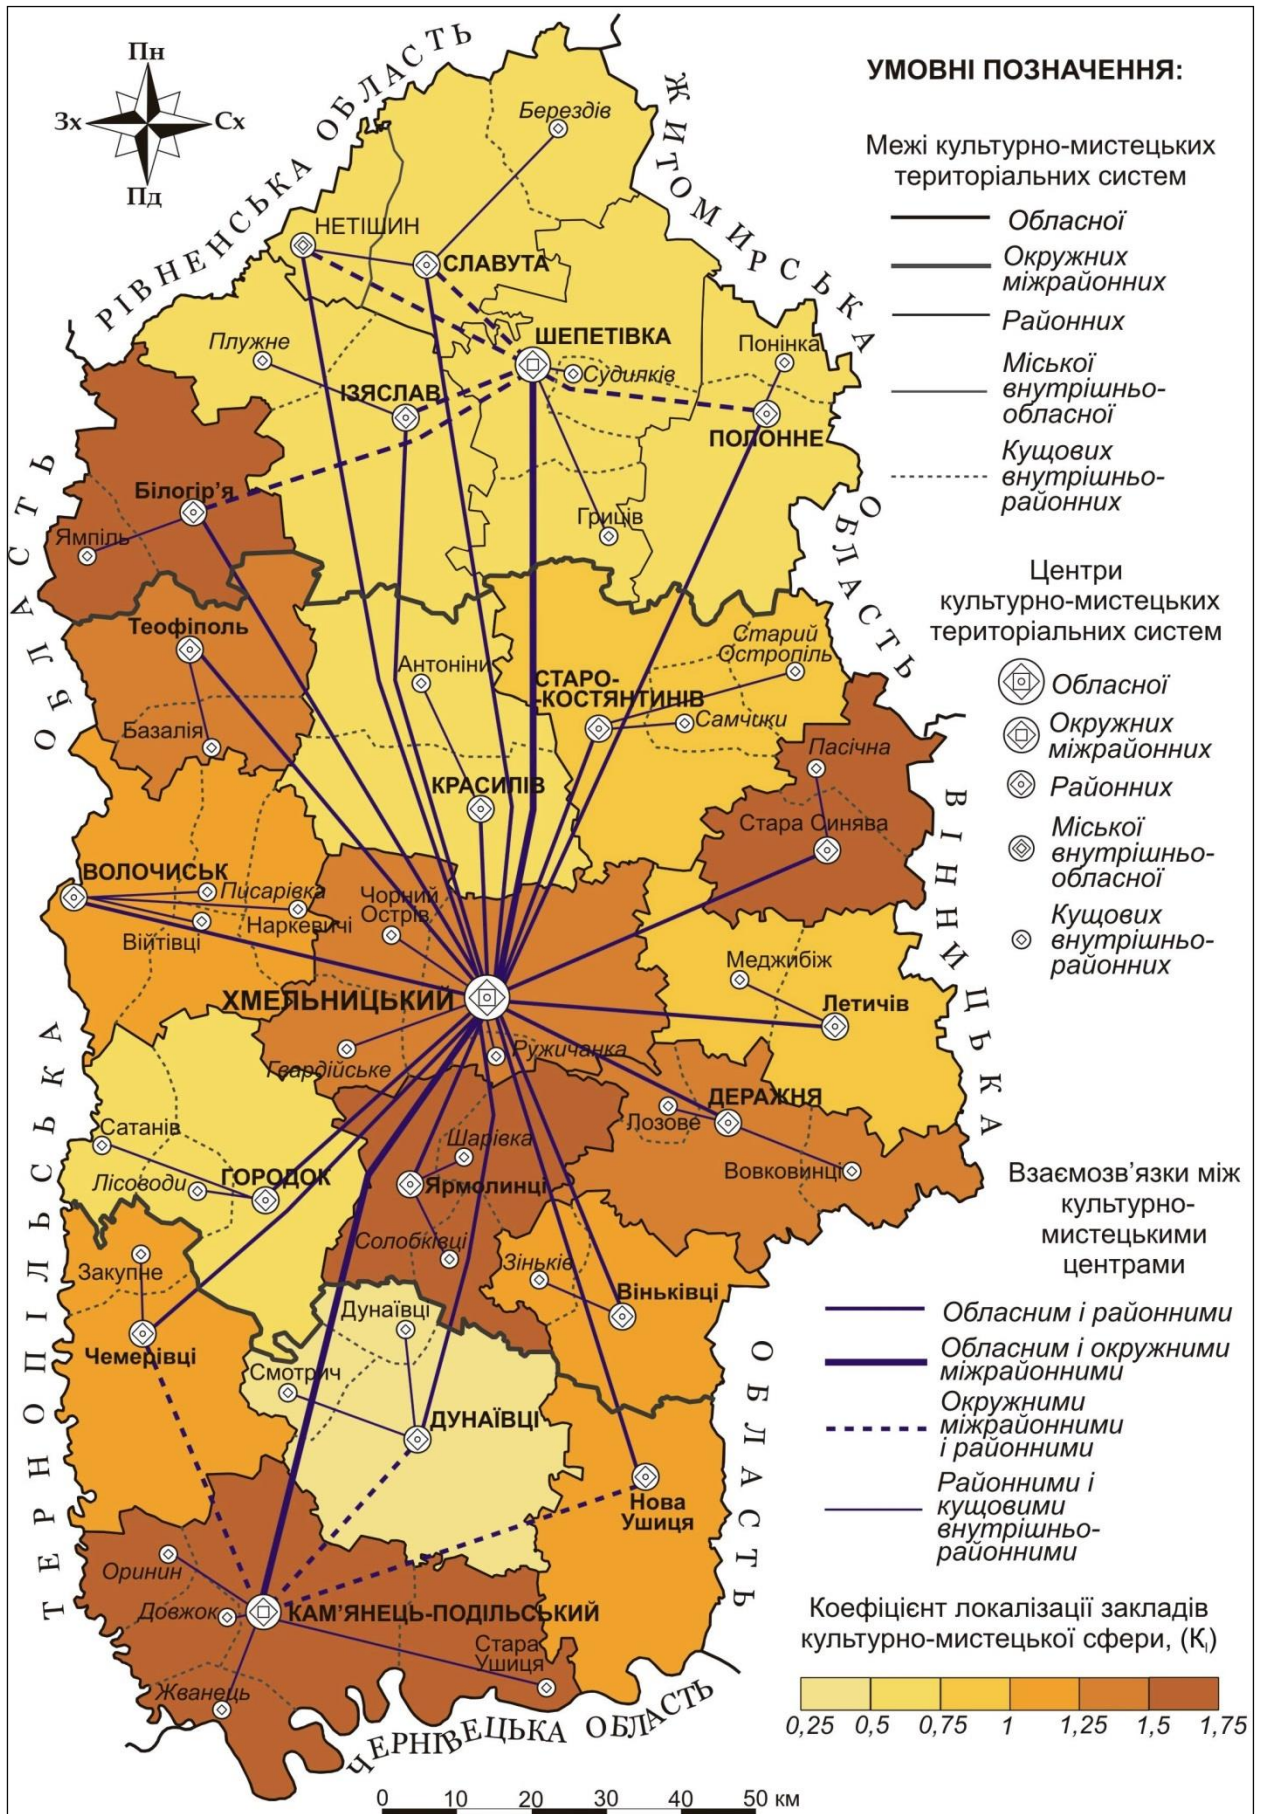 Пн
Зх
Сх
Пд
РІВНЕНСЬКА ОБЛАСТЬ
ЖИТОМИРСЬКА ОБЛАСТЬ
ВІННИЦЬКА ОБЛАСТЬ
ЧЕРНІВЕЦЬКА ОБЛАСТЬ
ТЕРНОПІЛЬСЬКА ОБЛАСТЬ
Берездів
НЕТІШИН
СЛАВУТА
Плужне
ШЕПЕТІВКА
Судилків
Понінка
ІЗЯСЛАВ
ПОЛОННЕ
Білогір’я
Ямпіль
Гриців
Теофіполь
Антоніни
Старий
Остропіль
СТАРО-
-КОСТЯНТИНІВ
Самчики
Базалія
Пасічна
КРАСИЛІВ
Стара Синява
ВОЛОЧИСЬК
Писарівка
Чорний
Острів
Наркевичі
Війтівці
Меджибіж
ХМЕЛЬНИЦЬКИЙ
Летичів
Гвардійське
Ружичанка
ДЕРАЖНЯ
Лозове
Сатанів
Шарівка
Вовковинці
Лісоводи
ГОРОДОК
Ярмолинці
Солобківці
Зіньків
Закупне
Віньківці
Дунаївці
Чемерівці
Смотрич
ДУНАЇВЦІ
Нова
Ушиця
Оринин
Довжок
КАМ’ЯНЕЦЬ-ПОДІЛЬСЬКИЙ
Стара
Ушиця
Жванець
0 10 20 30 40 50 км
УМОВНІ ПОЗНАЧЕННЯ:
Межі культурно-мистецьких
територіальних систем
Обласної
Окружних
міжрайонних
Районних
Міської
внутрішньо-
обласної
Кущових
внутрішньо-
районних
Центри
культурно-мистецьких
територіальних систем
Обласної
Окружних
міжрайонних
Районних
Міської
внутрішньо-
обласної
Кущових
внутрішньо-
районних
Взаємозв’язки між
культурно-
мистецькими
центрами
Обласним і районними
Обласним і окружними
міжрайонними
Окружними
міжрайонними
і районними
Районними і
кущовими
внутрішньо-
районними
Коефіцієнт локалізації закладів
культурно-мистецької сфери, (Кₗ)
0,25 0,5 0,75 1 1,25 1,5 1,75